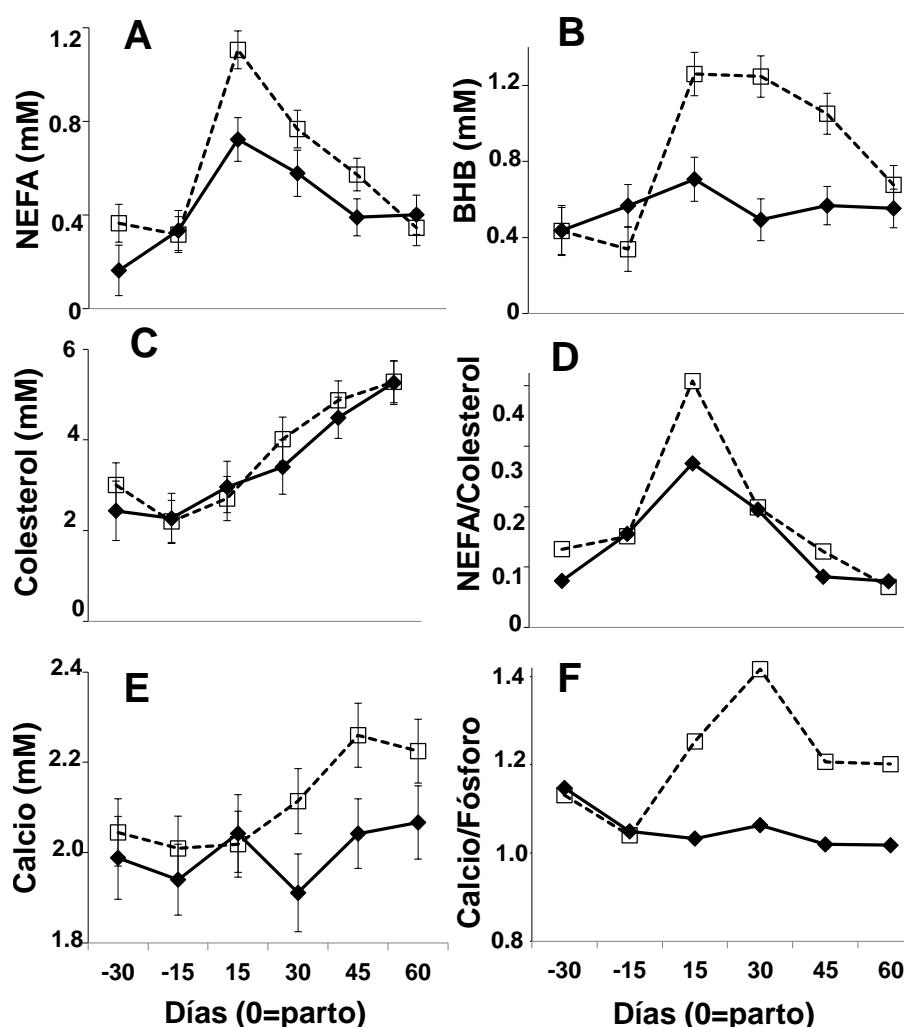 A
NEFA (mM)
1.2
0.8
0.4
0
B
BHB (mM)
1.2
0.8
0.4
0
C
Colesterol (mM)
6
4
2
0
D
NEFA/Colesterol
0.4
0.3
0.2
0.1
0
E
Calcio (mM)
2.4
2.2
2.0
1.8
-30 -15 15 30 45 60
Días (0=parto)
F
Calcio/Fósforo
1.4
1.2
1.0
0.8
-30 -15 15 30 45 60
Días (0=parto)